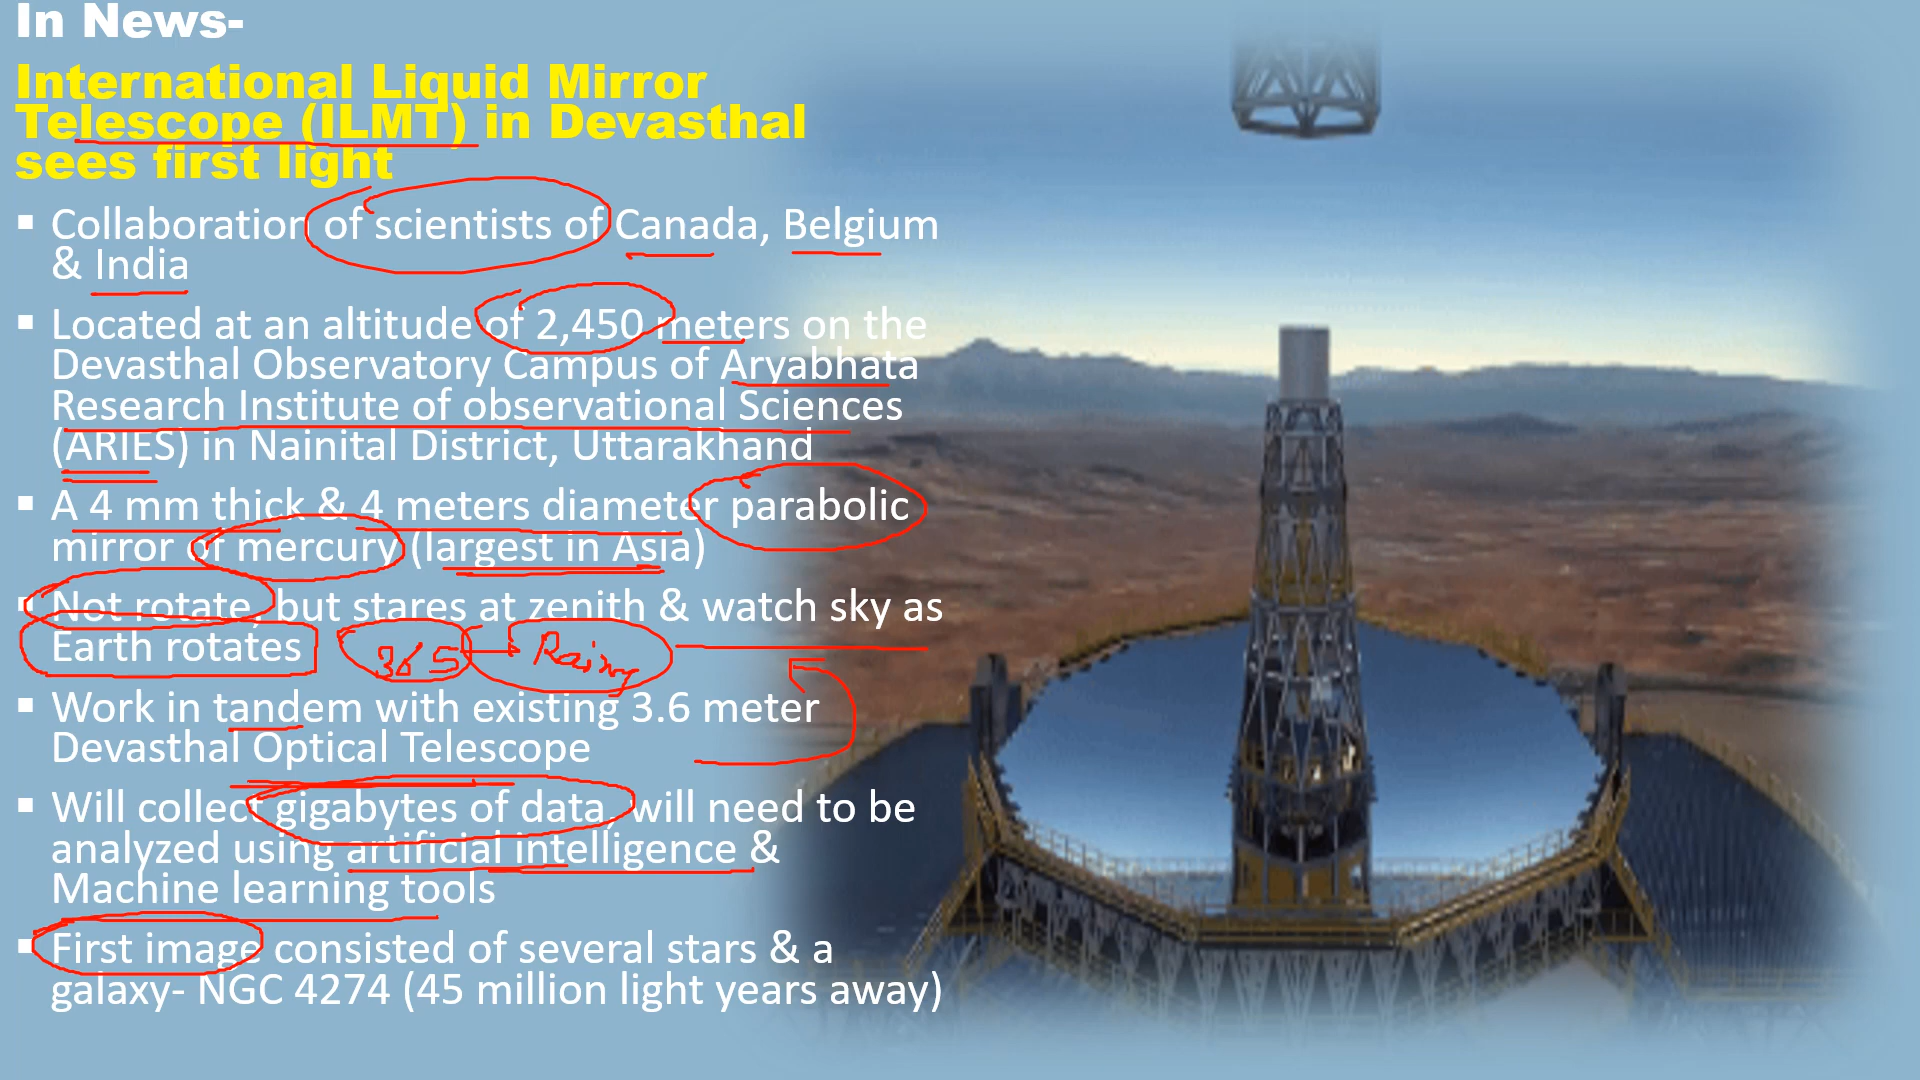 In News-
International Liquid Mirror
Telescope (ILMT) in Devasthal
sees first light
▪ Collaboration of scientists of Canada, Belgium
& India
▪ Located at an altitude of 2,450 meters on the
Devasthal Observatory Campus of Aryabhata
Research Institute of observational Sciences
(ARIES) in Nainital District, Uttarakhand
▪ A 4 mm thick & 4 meters diameter parabolic
mirror of mercury (largest in Asia)
▪ Not rotate, but stares at zenith & watch sky as
Earth rotates 365 → Rainy
▪ Work in tandem with existing 3.6 meter
Devasthal Optical Telescope
▪ Will collect gigabytes of data, will need to be
analyzed using artificial intelligence &
Machine learning tools
▪ First image consisted of several stars & a
galaxy- NGC 4274 (45 million light years away)